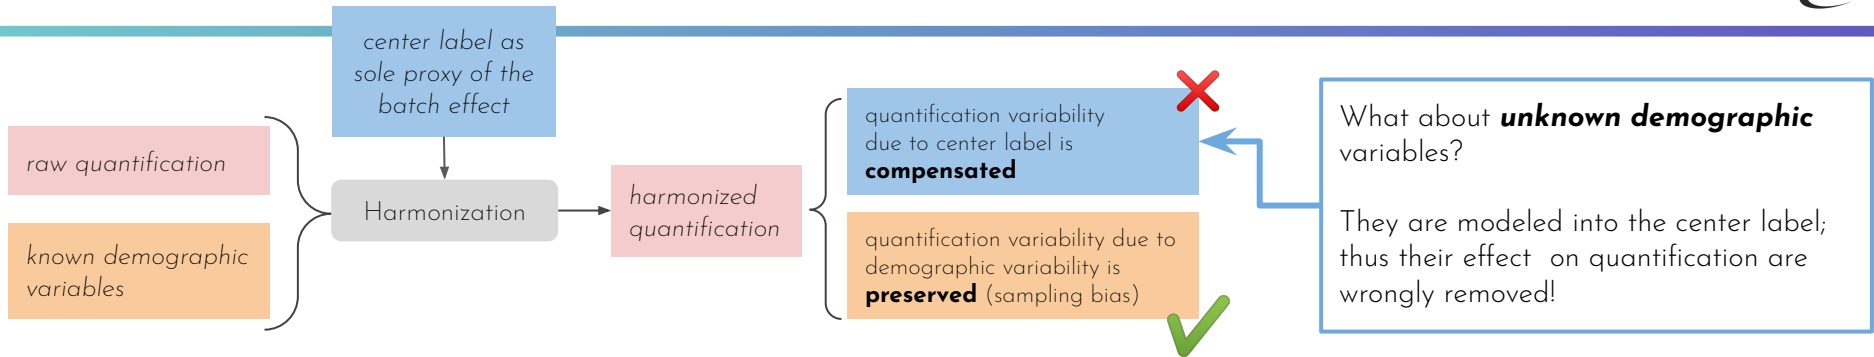 center label as
sole proxy of the
batch effect
raw quantification
known demographic
variables
Harmonization
harmonized
quantification
quantification variability
due to center label is
compensated
quantification variability due to
demographic variability is
preserved (sampling bias)
What about unknown demographic
variables?
They are modeled into the center label;
thus their effect  on quantification are
wrongly removed!